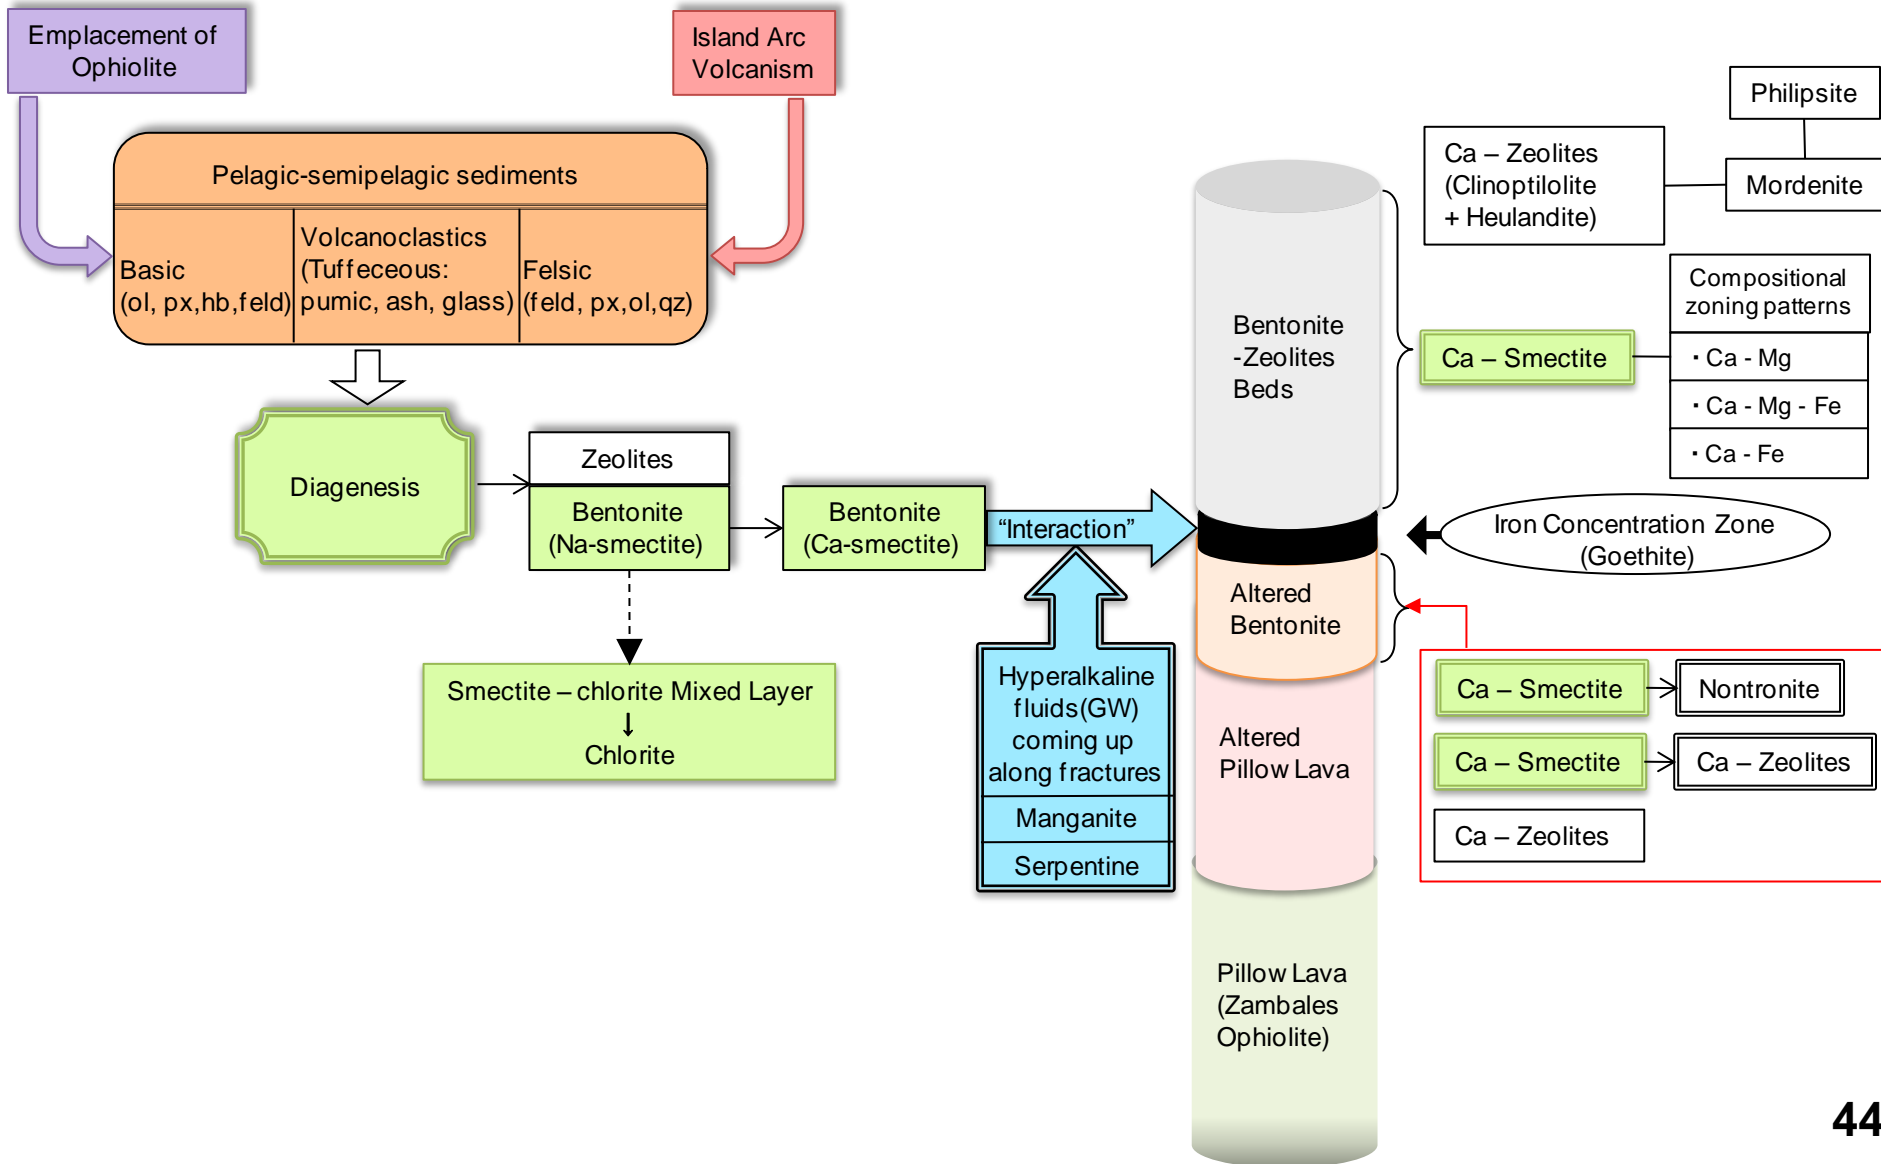 Emplacement of
Ophiolite
Island Arc
Volcanism
Pelagic-semipelagic sediments
Basic
(ol, px,hb,feld)
Volcanoclastics
(Tuffeceous:
pumic, ash, glass)
Felsic
(feld, px,ol,qz)
Diagenesis
Zeolites
Bentonite
(Na-smectite)
Bentonite
(Ca-smectite)
“Interaction”
Smectite – chlorite Mixed Layer
↓
Chlorite
Hyperalkaline
fluids(GW)
coming up
along fractures
Manganite
Serpentine
Bentonite
-Zeolites
Beds
Altered
Bentonite
Altered
Pillow Lava
Pillow Lava
(Zambales
Ophiolite)
Philipsite
Ca – Zeolites
(Clinoptilolite
+ Heulandite)
Mordenite
Compositional
zoning patterns
・Ca - Mg
・Ca - Mg - Fe
・Ca - Fe
Ca – Smectite
Iron Concentration Zone
(Goethite)
Ca – Smectite
Nontronite
Ca – Smectite
Ca – Zeolites
Ca – Zeolites
44